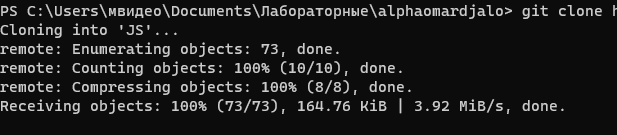 PS C:\Users\мвидео\Documents\Лабораторные\alphaomardjalo> git clone h
Cloning into 'JS'...
remote: Enumerating objects: 73, done.
remote: Counting objects: 100% (10/10), done.
remote: Compressing objects: 100% (8/8), done.
Receiving objects: 100% (73/73), 164.76 KiB | 3.92 MiB/s, done.